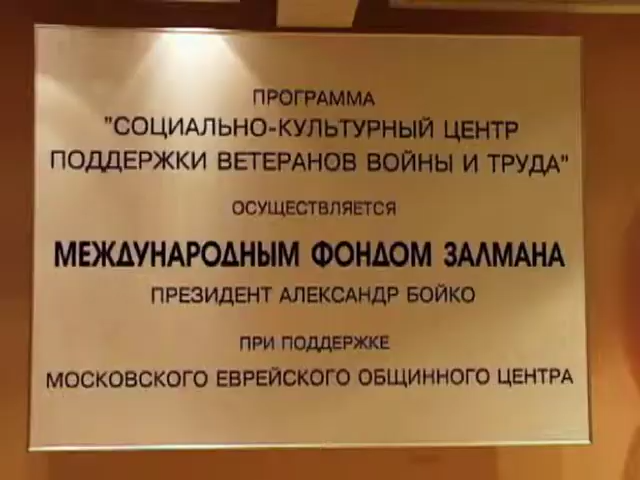 ПРОГРАММА
"СОЦИАЛЬНО-КУЛЬТУРНЫЙ ЦЕНТР
ПОДДЕРЖКИ ВЕТЕРАНОВ ВОЙНЫ И ТРУДА"
ОСУЩЕСТВЛЯЕТСЯ
МЕЖДУНАРОДНЫМ ФОНДОМ ЗАЛМАНА
ПРЕЗИДЕНТ АЛЕКСАНДР БОЙКО
ПРИ ПОДДЕРЖКЕ
МОСКОВСКОГО ЕВРЕЙСКОГО ОБЩИННОГО ЦЕНТРА